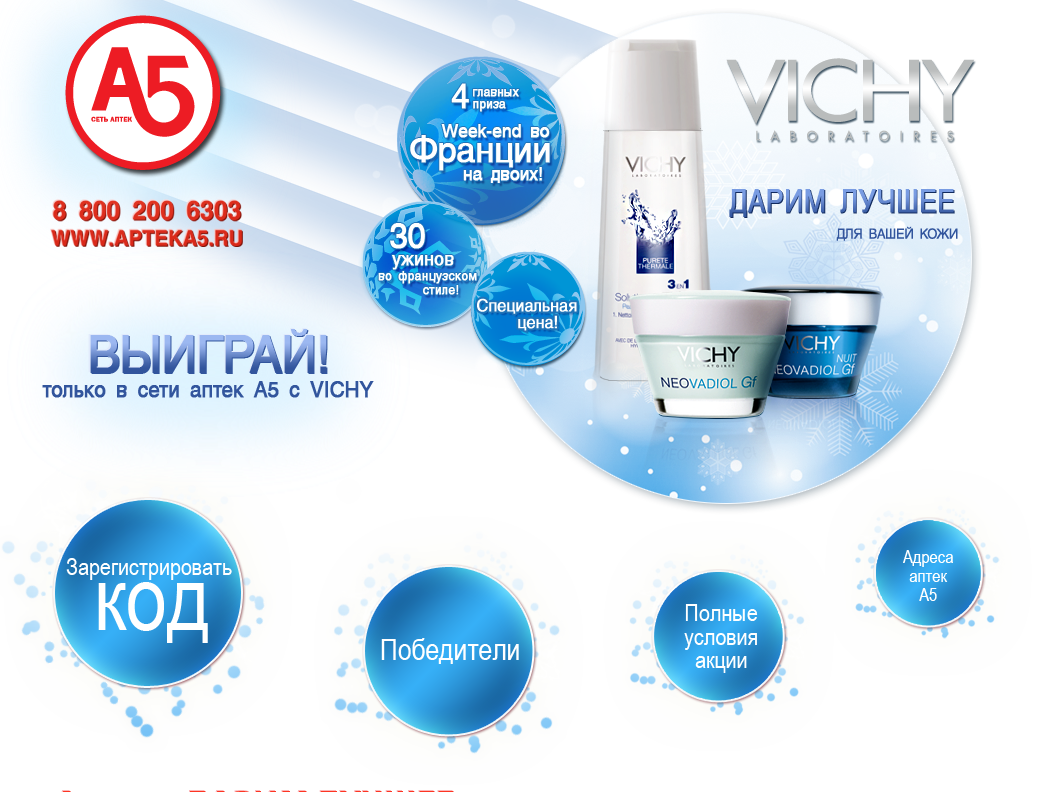 А5
СЕТЬ АПТЕК
8 800 200 6303
WWW.APTEKA5.RU
4 главных
приза
Week-end во
Франции
на двоих!
30
ужинов
во французском
стиле!
Специальная
цена!
VICHY
LABORATOIRES
ДАРИМ ЛУЧШЕЕ
ДЛЯ ВАШЕЙ КОЖИ
VICHY
LABORATOIRES
PURETE
THERMALE
3 EN 1
VICHY
LABORATOIRES
NEOVADIOL Gf
VICHY
NUIT
NEOVADIOL Gf
ВЫИГРАЙ!
только в сети аптек А5 с VICHY
Зарегистрировать
КОД
Победители
Полные
условия
акции
Адреса
аптек
А5